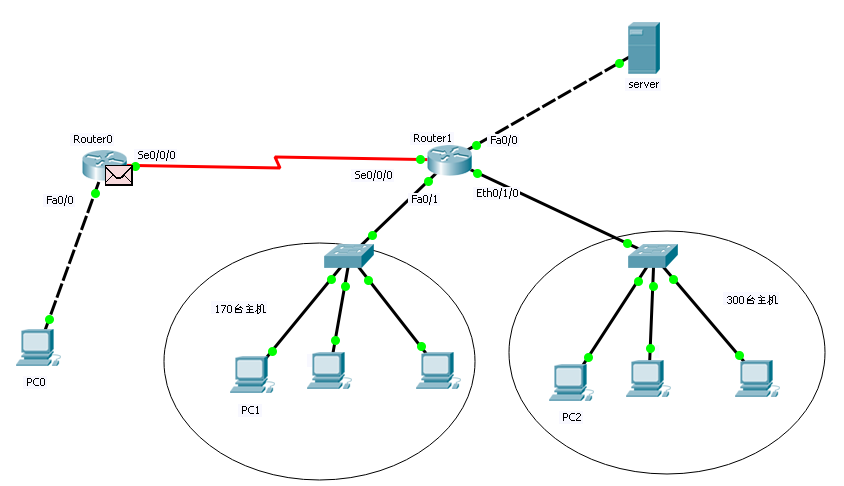 server
Router0
Router1
Fa0/0
Se0/0/0
Se0/0/0
Eth0/1/0
Fa0/0
Fa0/1
170台主机
300台主机
PC0
PC1
PC2